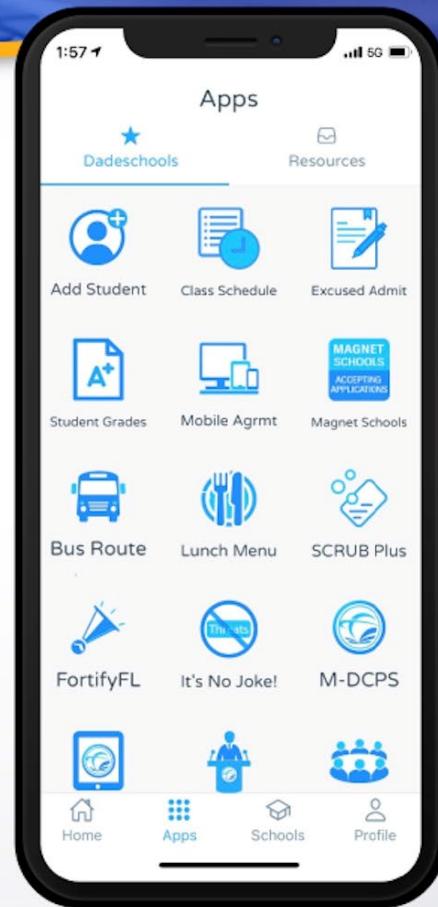 1:57
5G
Apps
Dadeschools
Resources
Add Student
Class Schedule
Excused Admit
A+
MAGNET
SCHOOLS
ACCEPTING
APPLICATIONS
Student Grades
Mobile Agrmt
Magnet Schools
Bus Route
Lunch Menu
SCRUB Plus
Threats
FortifyFL
It's No Joke!
M-DCPS
Home
Apps
Schools
Profile